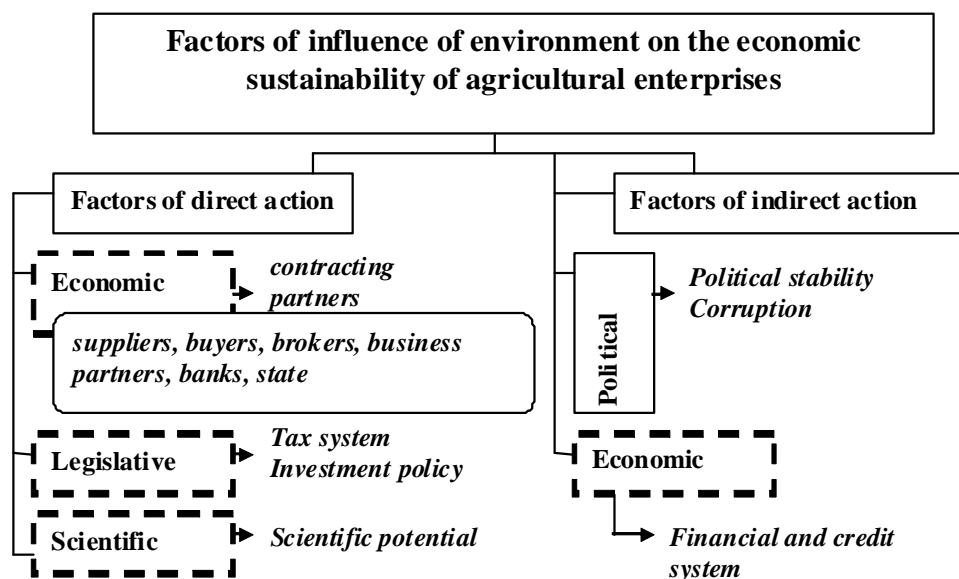 Factors of influence of environment on the economic
sustainability of agricultural enterprises
Factors of direct action
Economic
contracting
partners
suppliers, buyers, brokers, business
partners, banks, state
Legislative
Tax system
Investment policy
Scientific
Scientific potential
Factors of indirect action
Political
Political stability
Corruption
Economic
Financial and credit
system